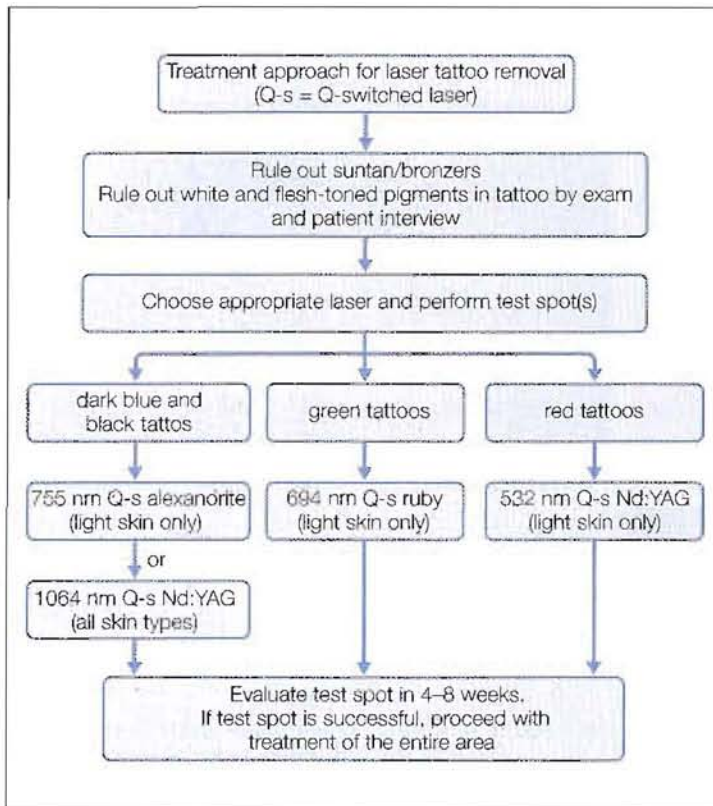 Treatment approach for laser tattoo removal
(Q-s = Q-switched laser)
Rule out suntan/bronzers
Rule out white and flesh-toned pigments in tattoo by exam
and patient interview
Choose appropriate laser and perform test spot(s)
dark blue and
black tattos
green tattoos
red tattoos
755 nm Q-s alexanorite
(light skin only)
694 nm Q-s ruby
(light skin only)
532 nm Q-s Nd:YAG
(light skin only)
or
1064 nm Q-s Nd:YAG
(all skin types)
Evaluate test spot in 4–8 weeks.
If test spot is successful, proceed with
treatment of the entire area